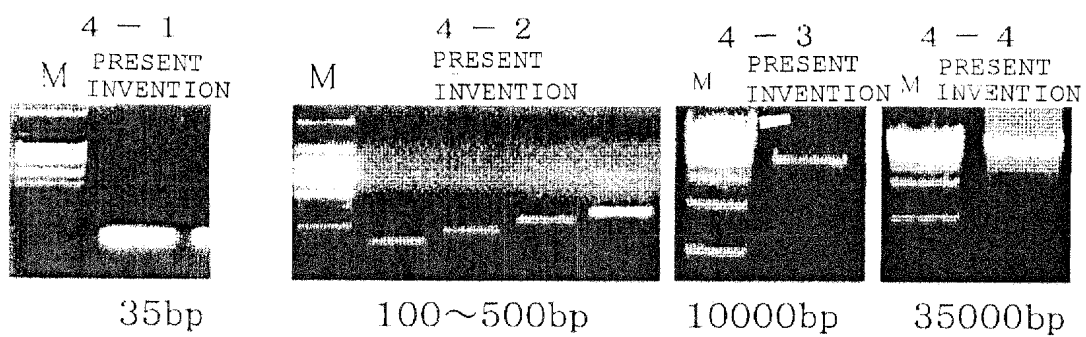 4 - 1
PRESENT
INVENTION
M
35bp
4 - 2
PRESENT
INVENTION
M
100~500bp
4 - 3
PRESENT
INVENTION
M
10000bp
4 - 4
PRESENT
INVENTION
M
35000bp